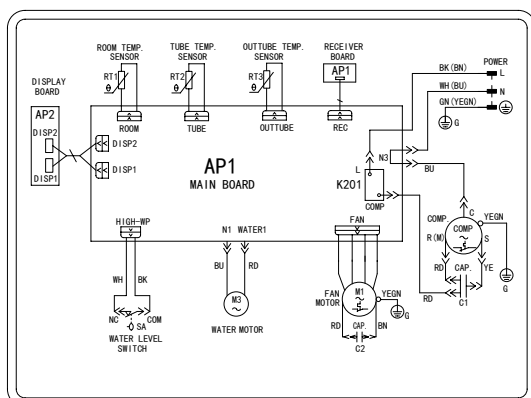 ROOM TEMP.
SENSOR
TUBE TEMP.
SENSOR
OUTTUBE TEMP.
SENSOR
RECEIVER
BOARD
RT1
θ
RT2
θ
RT3
θ
AP1
BK(BN)
POWER
L
WH(BU)
N
GN(YEGN)
G
DISPLAY
BOARD
AP2
DISP2
DISP1
DISP2
DISP1
ROOM
TUBE
OUTTUBE
REC
AP1
MAIN BOARD
L
K201
COMP
N3
BU
HIGH-WP
N1 WATER1
FAN
COMP.
C
COMP
R(M)
S
YEGN
G
WH
BK
BU
RD
RD
CAP.
YE
C1
RD
NC
COM
SA
WATER LEVEL
SWITCH
M3
WATER MOTOR
FAN
MOTOR
M1
YEGN
G
RD
CAP.
BN
C2